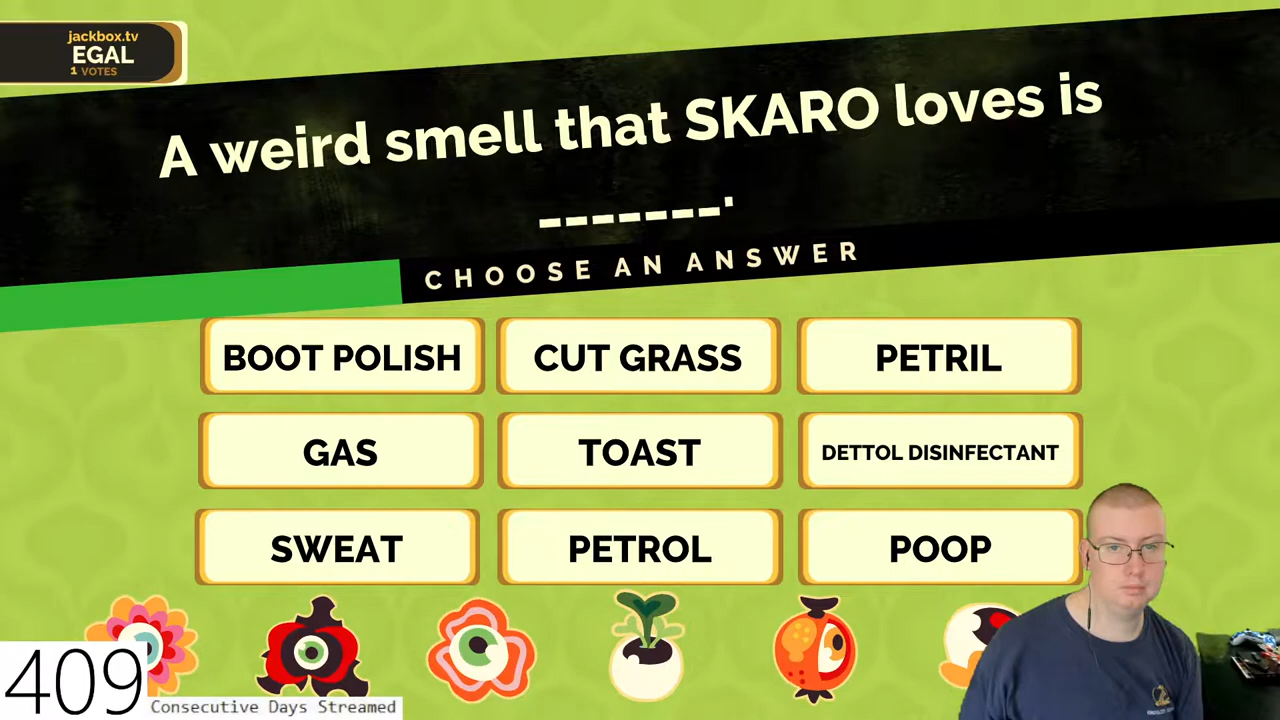 jackbox.tv
EGAL
1 VOTES
A weird smell that SKARO loves is
_______.
CHOOSE AN ANSWER
BOOT POLISH
CUT GRASS
PETRIL
GAS
TOAST
DETTOL DISINFECTANT
SWEAT
PETROL
POOP
409
Consecutive Days Streamed